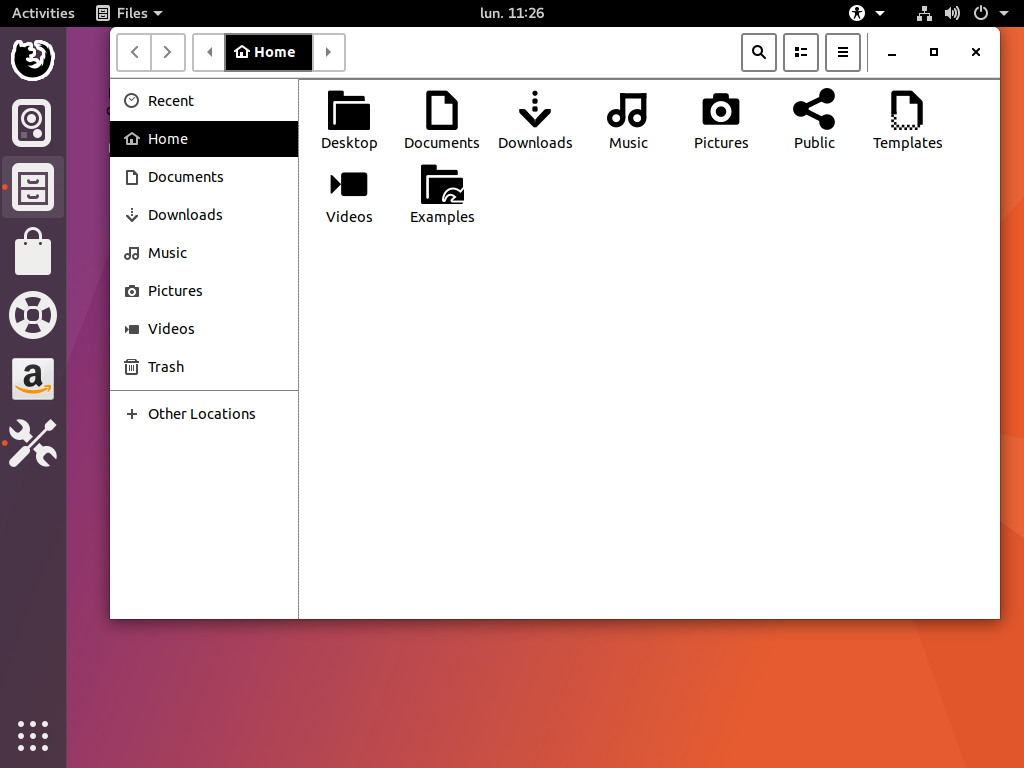 Activities Files lun. 11:26
Home
Recent
Home
Documents
Downloads
Music
Pictures
Videos
Trash
Other Locations
Desktop Documents Downloads Music Pictures Public Templates
Videos Examples
a